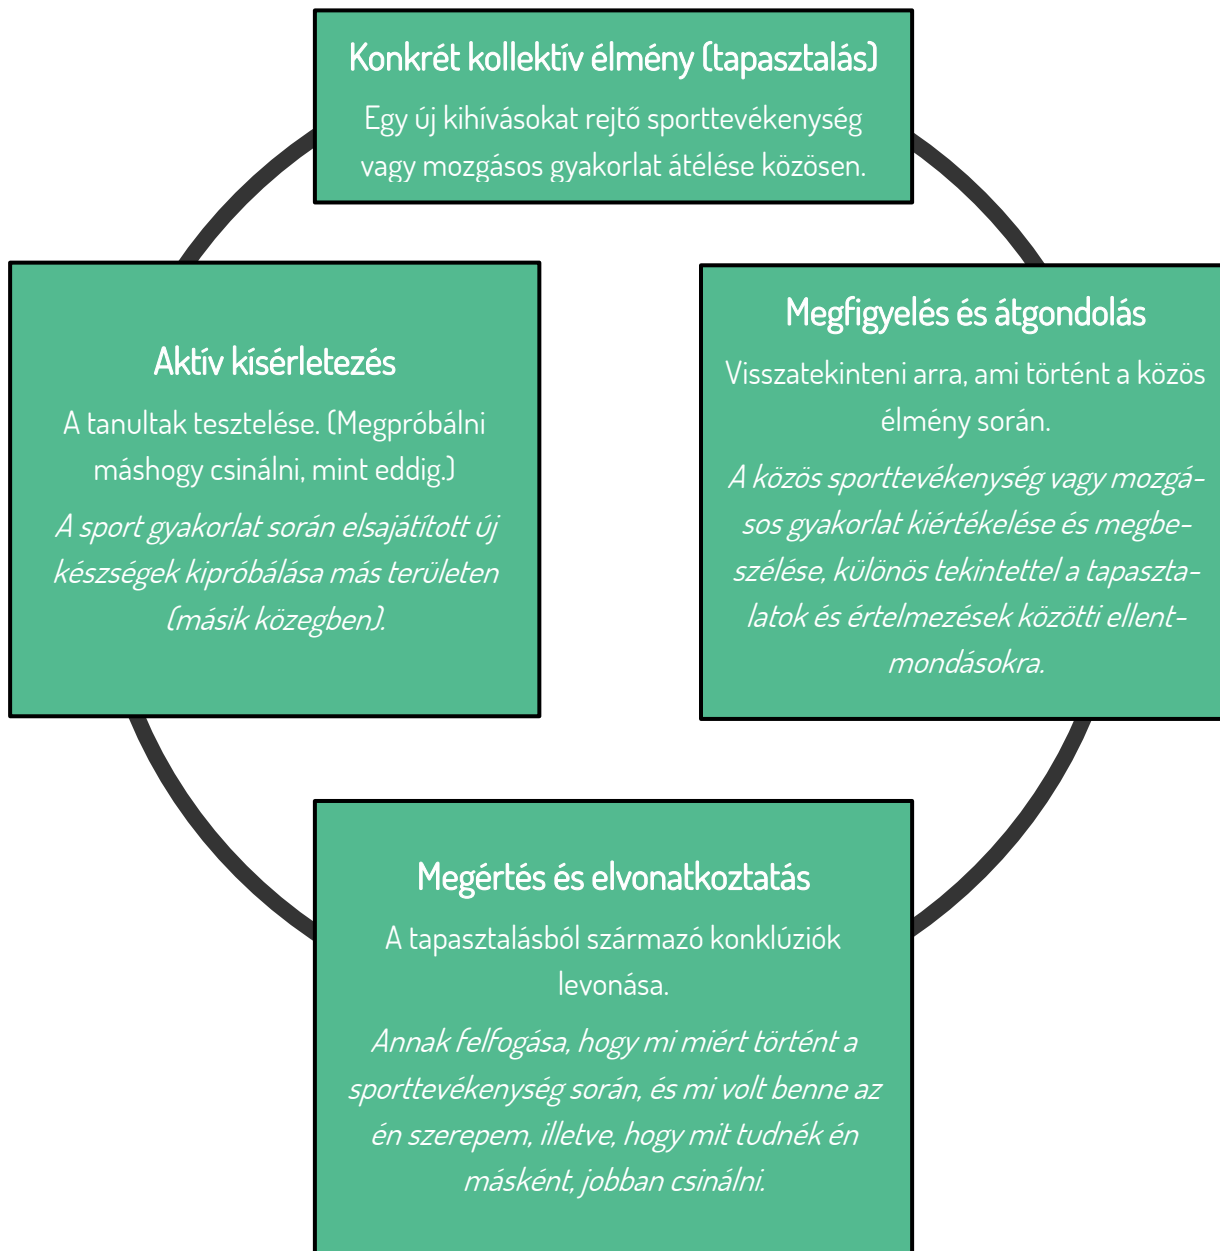 Konkrét kollektív élmény (tapasztalás)
Egy új kihívásokat rejtő sporttevékenység
vagy mozgásos gyakorlat átélése közösen.
Megfigyelés és átgondolás
Visszatekinteni arra, ami történt a közös
élmény során.
A közös sporttevékenység vagy mozgá-
sos gyakorlat kiértékelése és megbe-
szélése, különös tekintettel a tapaszta-
latok és értelmezések közötti ellent-
mondásokra.
Megértés és elvonatkoztatás
A tapasztalásból származó konklúziók
levonása.
Annak felfogása, hogy mi miért történt a
sporttevékenység során, és mi volt benne az
én szerepem, illetve, hogy mit tudnék én
másként, jobban csinálni.
Aktív kísérletezés
A tanultak tesztelése. (Megpróbálni
máshogy csinálni, mint eddig.)
A sport gyakorlat során elsajátított új
készségek kipróbálása más területen
(másik közegben).